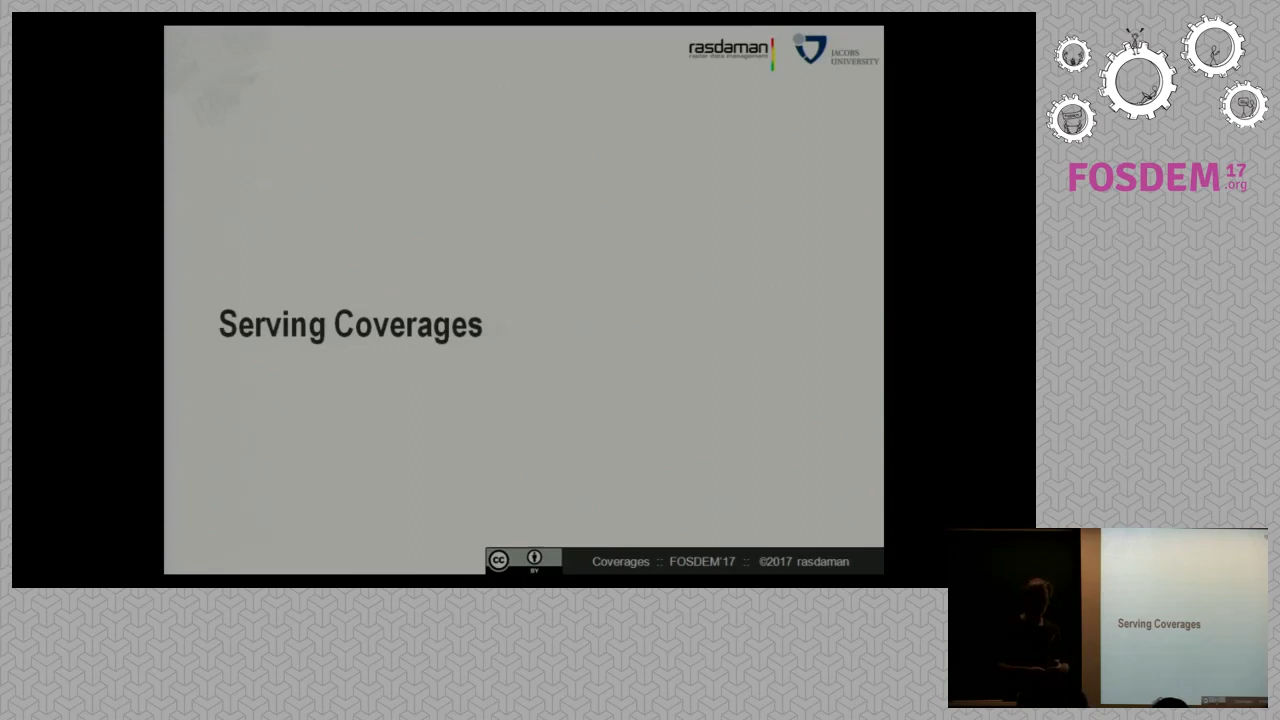 rasdaman
raster data management
JACOBS
UNIVERSITY
Serving Coverages
cc
BY
Coverages :: FOSDEM'17 :: ©2017 rasdaman
FOSDEM 17
.org
Serving Coverages